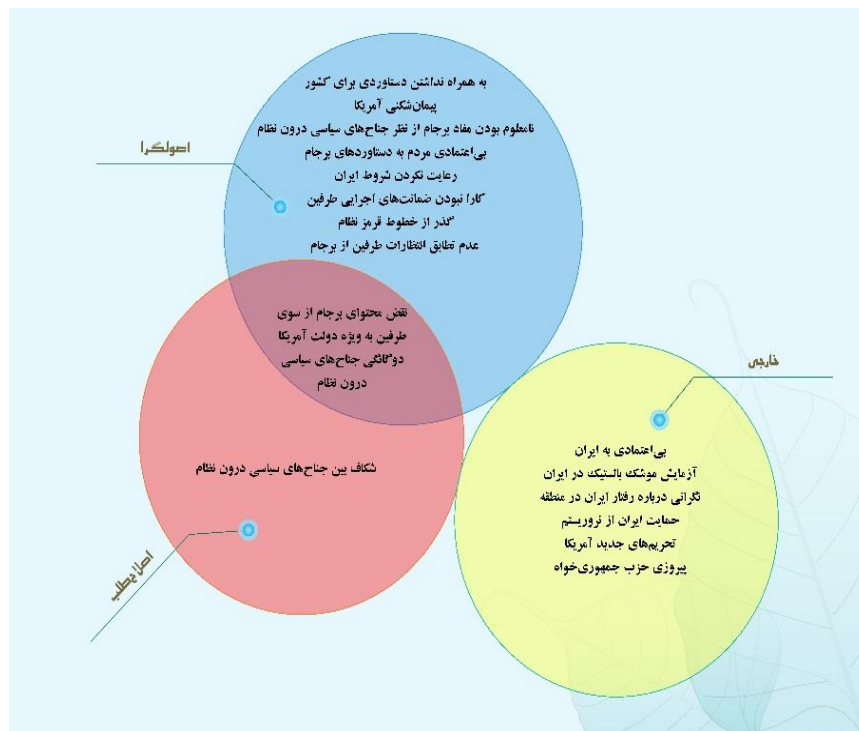 به همراه نداشتن دستاوردی برای کشور
پیمان‌شکنی آمریکا
نامعلوم بودن مفاد برجام از نظر جناح‌های سیاسی درون نظام
بی‌اعتمادی مردم به دستاوردهای برجام
رعایت نکردن شروط ایران
کارا نبودن ضمانت‌های اجرایی طرفین
گذر از خطوط قرمز نظام
عدم تطابق انتظارات طرفین از برجام
اصولگرا
نقض محتوای برجام از سوی
طرفین به ویژه دولت آمریکا
دوگانگی جناح‌های سیاسی
درون نظام
خارجی
بی‌اعتمادی به ایران
آزمایش موشک بالستیک در ایران
نگرانی درباره رفتار ایران در منطقه
حمایت ایران از تروریستم
تحریم‌های جدید آمریکا
پیروزی حزب جمهوری‌خواه
شکاف بین جناح‌های سیاسی درون نظام
اصلاح‌طلب